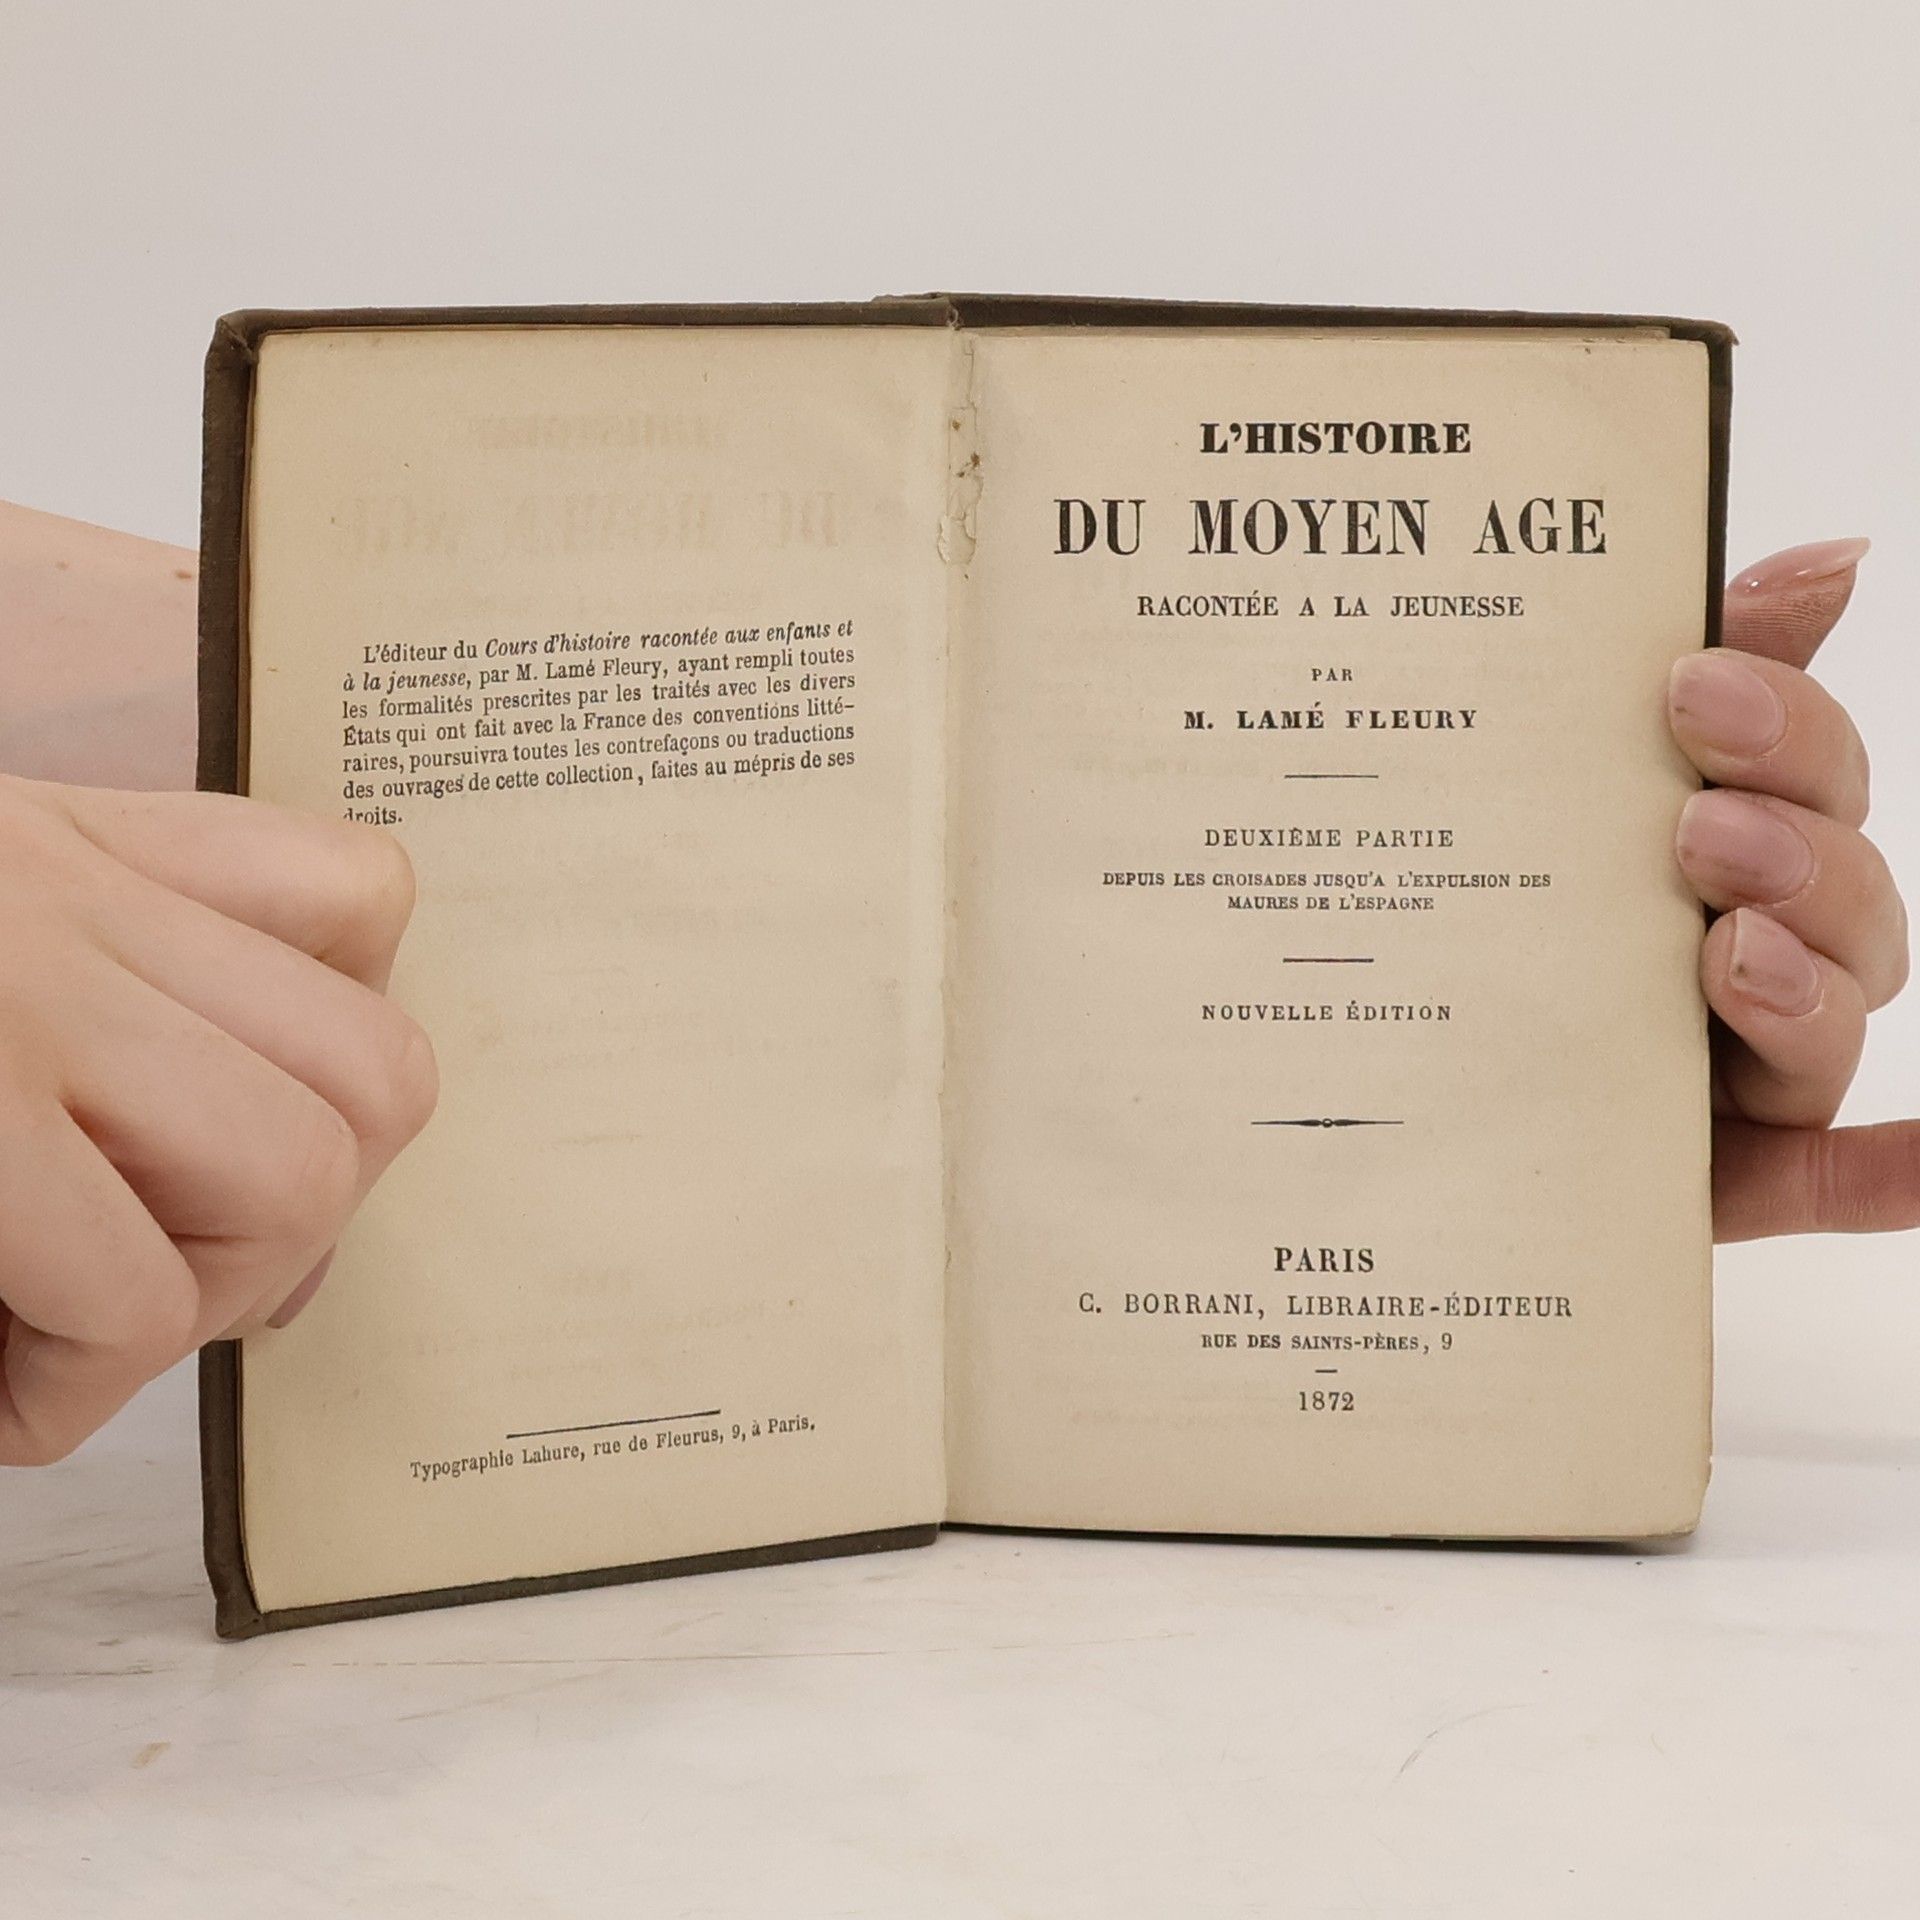 L'éditeur du Cours d'histoire racontée aux enfants et
à la jeunesse, par M. Lamé Fleury, ayant rempli toutes
les formalités prescrites par les traités avec les divers
États qui ont fait avec la France des conventions litté-
raires, poursuivra toutes les contrefaçons ou traductions
des ouvrages de cette collection, faites au mépris de ses
droits.
Typographie Lahure, rue de Fleurus, 9, à Paris.
L'HISTOIRE
DU MOYEN AGE
RACONTÉE A LA JEUNESSE
PAR
M. LAMÉ FLEURY
DEUXIÈME PARTIE
DEPUIS LES CROISADES JUSQU'A L'EXPULSION DES
MAURES DE L'ESPAGNE
NOUVELLE ÉDITION
PARIS
C. BORRANI, LIBRAIRE-ÉDITEUR
RUE DES SAINTS-PÈRES, 9
1872